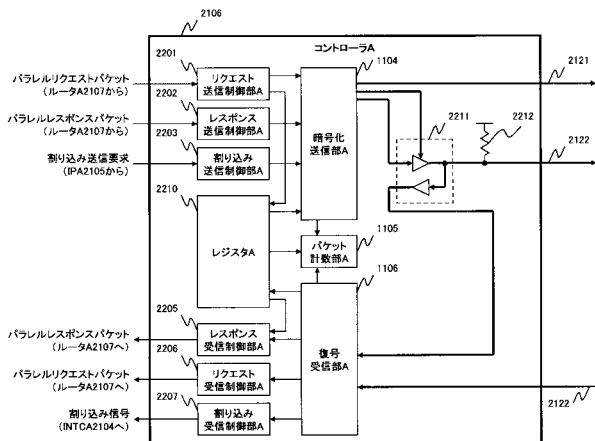 2106
コントローラA
2201
1104
2121
パラレルリクエストパケット
(ルータA2107から)
リクエスト
送信制御部A
2202
パラレルレスポンスパケット
(ルータA2107から)
レスポンス
送信制御部A
2203
割り込み送信要求
(IPA2105から)
割り込み
送信制御部A
暗号化
送信部A
2211
2212
2122
2210
レジスタA
パケット
計数部A
1105
1106
2205
パラレルレスポンスパケット
(ルータA2107へ)
レスポンス
受信制御部A
2206
パラレルリクエストパケット
(ルータA2107へ)
リクエスト
受信制御部A
復号
受信部A
2207
割り込み信号
(INTCA2104へ)
割り込み
受信制御部A
2122